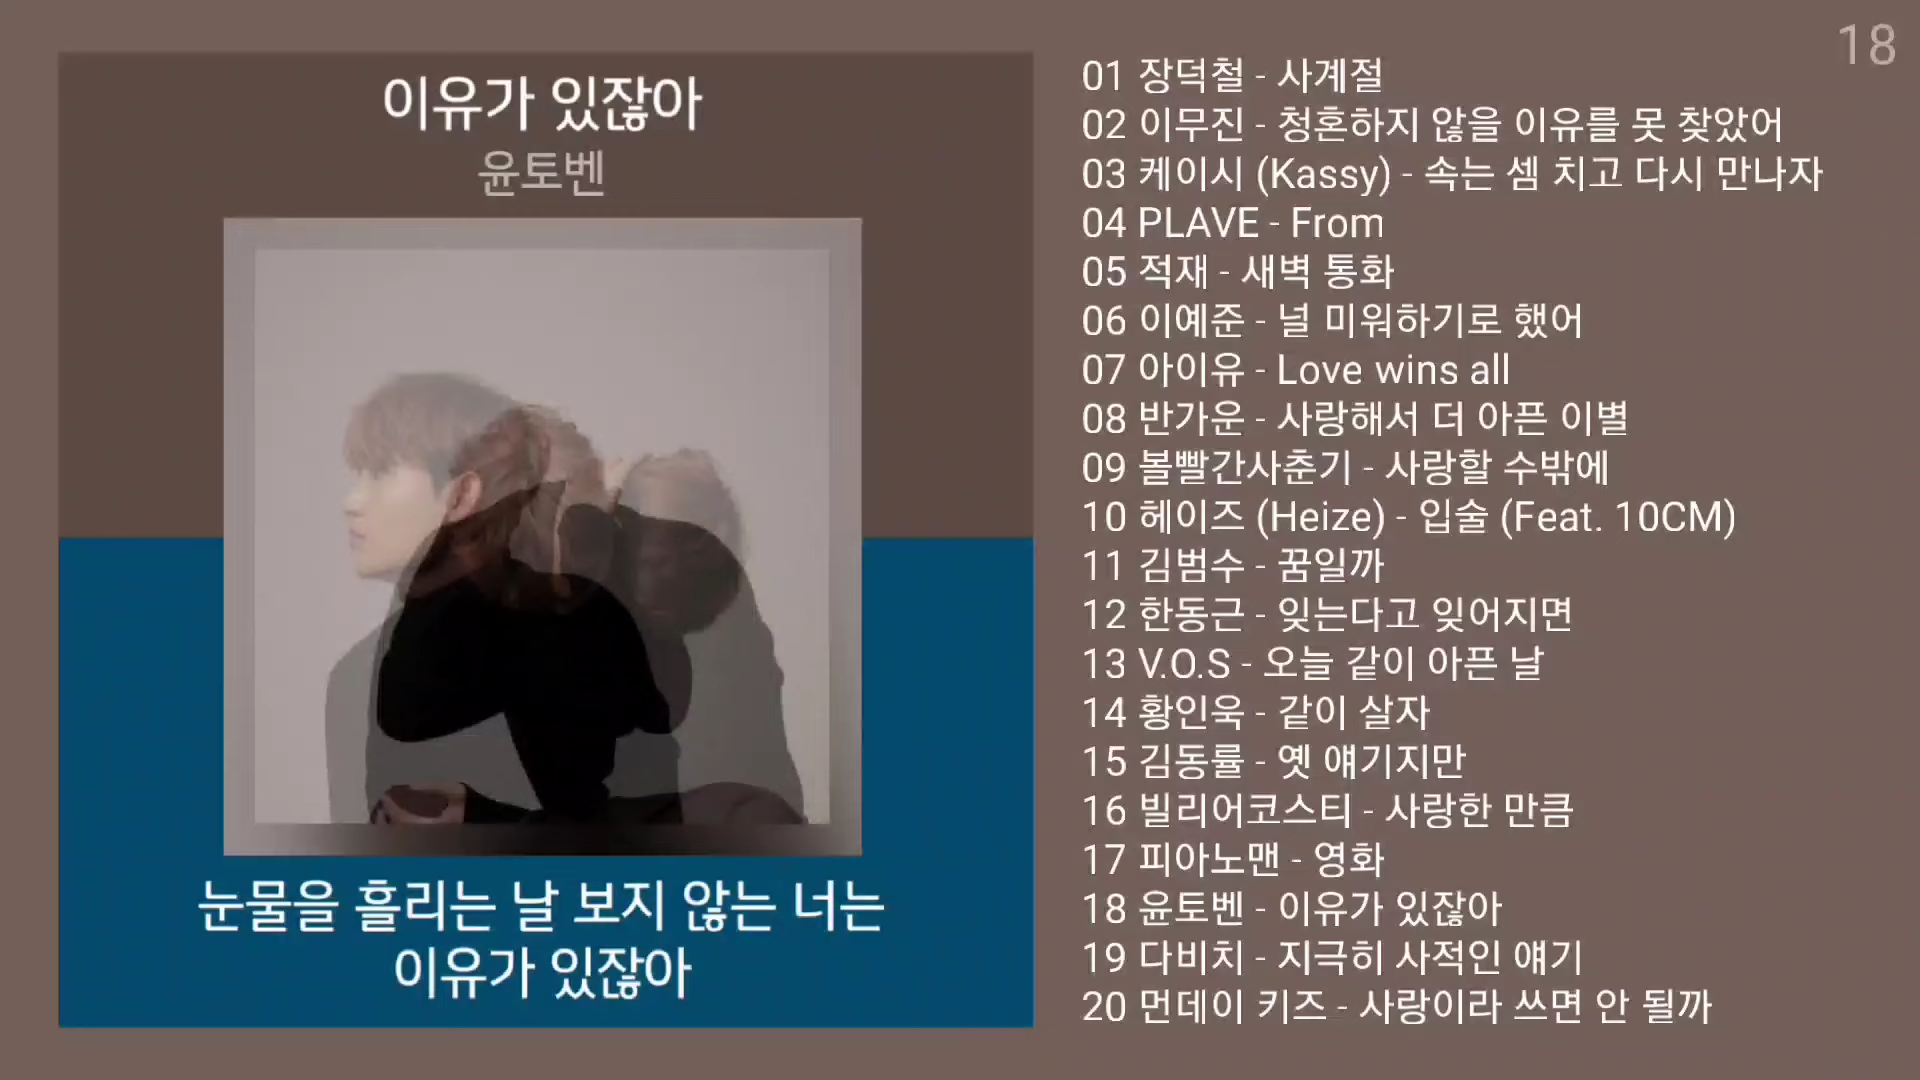 이유가 있잖아
윤토벤
눈물을 흘리는 날 보지 않는 너는
이유가 있잖아
18
01 장덕철 - 사계절
02 이무진 - 청혼하지 않을 이유를 못 찾았어
03 케이시 (Kassy) - 속는 셈 치고 다시 만나자
04 PLAVE - From
05 적재 - 새벽 통화
06 이예준 - 널 미워하기로 했어
07 아이유 - Love wins all
08 반가운 - 사랑해서 더 아픈 이별
09 볼빨간사춘기 - 사랑할 수밖에
10 헤이즈 (Heize) - 입술 (Feat. 10CM)
11 김범수 - 꿈일까
12 한동근 - 잊는다고 잊어지면
13 V.O.S - 오늘 같이 아픈 날
14 황인욱 - 같이 살자
15 김동률 - 옛 얘기지만
16 빌리어코스티 - 사랑한 만큼
17 피아노맨 - 영화
18 윤토벤 - 이유가 있잖아
19 다비치 - 지극히 사적인 얘기
20 먼데이 키즈 - 사랑이라 쓰면 안 될까